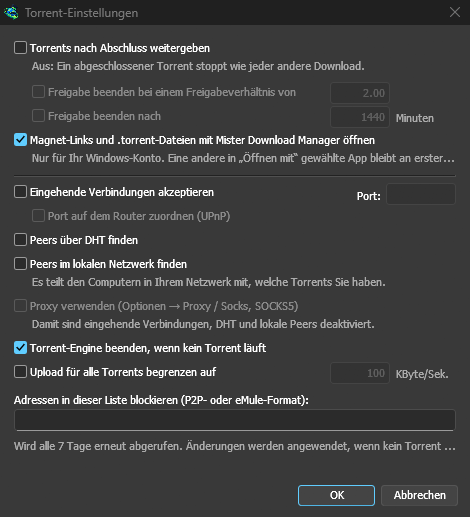 Torrent-Einstellungen
Torrents nach Abschluss weitergeben
Aus: Ein abgeschlossener Torrent stoppt wie jeder andere Download.
Freigabe beenden bei einem Freigabeverhältnis von 2.00
Freigabe beenden nach 1440 Minuten
Magnet-Links und .torrent-Dateien mit Mister Download Manager öffnen
Nur für Ihr Windows-Konto. Eine andere in „Öffnen mit“ gewählte App bleibt an erster...
Eingehende Verbindungen akzeptieren Port:
Port auf dem Router zuordnen (UPnP)
Peers über DHT finden
Peers im lokalen Netzwerk finden
Es teilt den Computern in Ihrem Netzwerk mit, welche Torrents Sie haben.
Proxy verwenden (Optionen → Proxy / Socks, SOCKS5)
Damit sind eingehende Verbindungen, DHT und lokale Peers deaktiviert.
Torrent-Engine beenden, wenn kein Torrent läuft
Upload für alle Torrents begrenzen auf 100 KByte/Sek.
Adressen in dieser Liste blockieren (P2P- oder eMule-Format):
Wird alle 7 Tage erneut abgerufen. Änderungen werden angewendet, wenn kein Torrent ...
OK Abbrechen